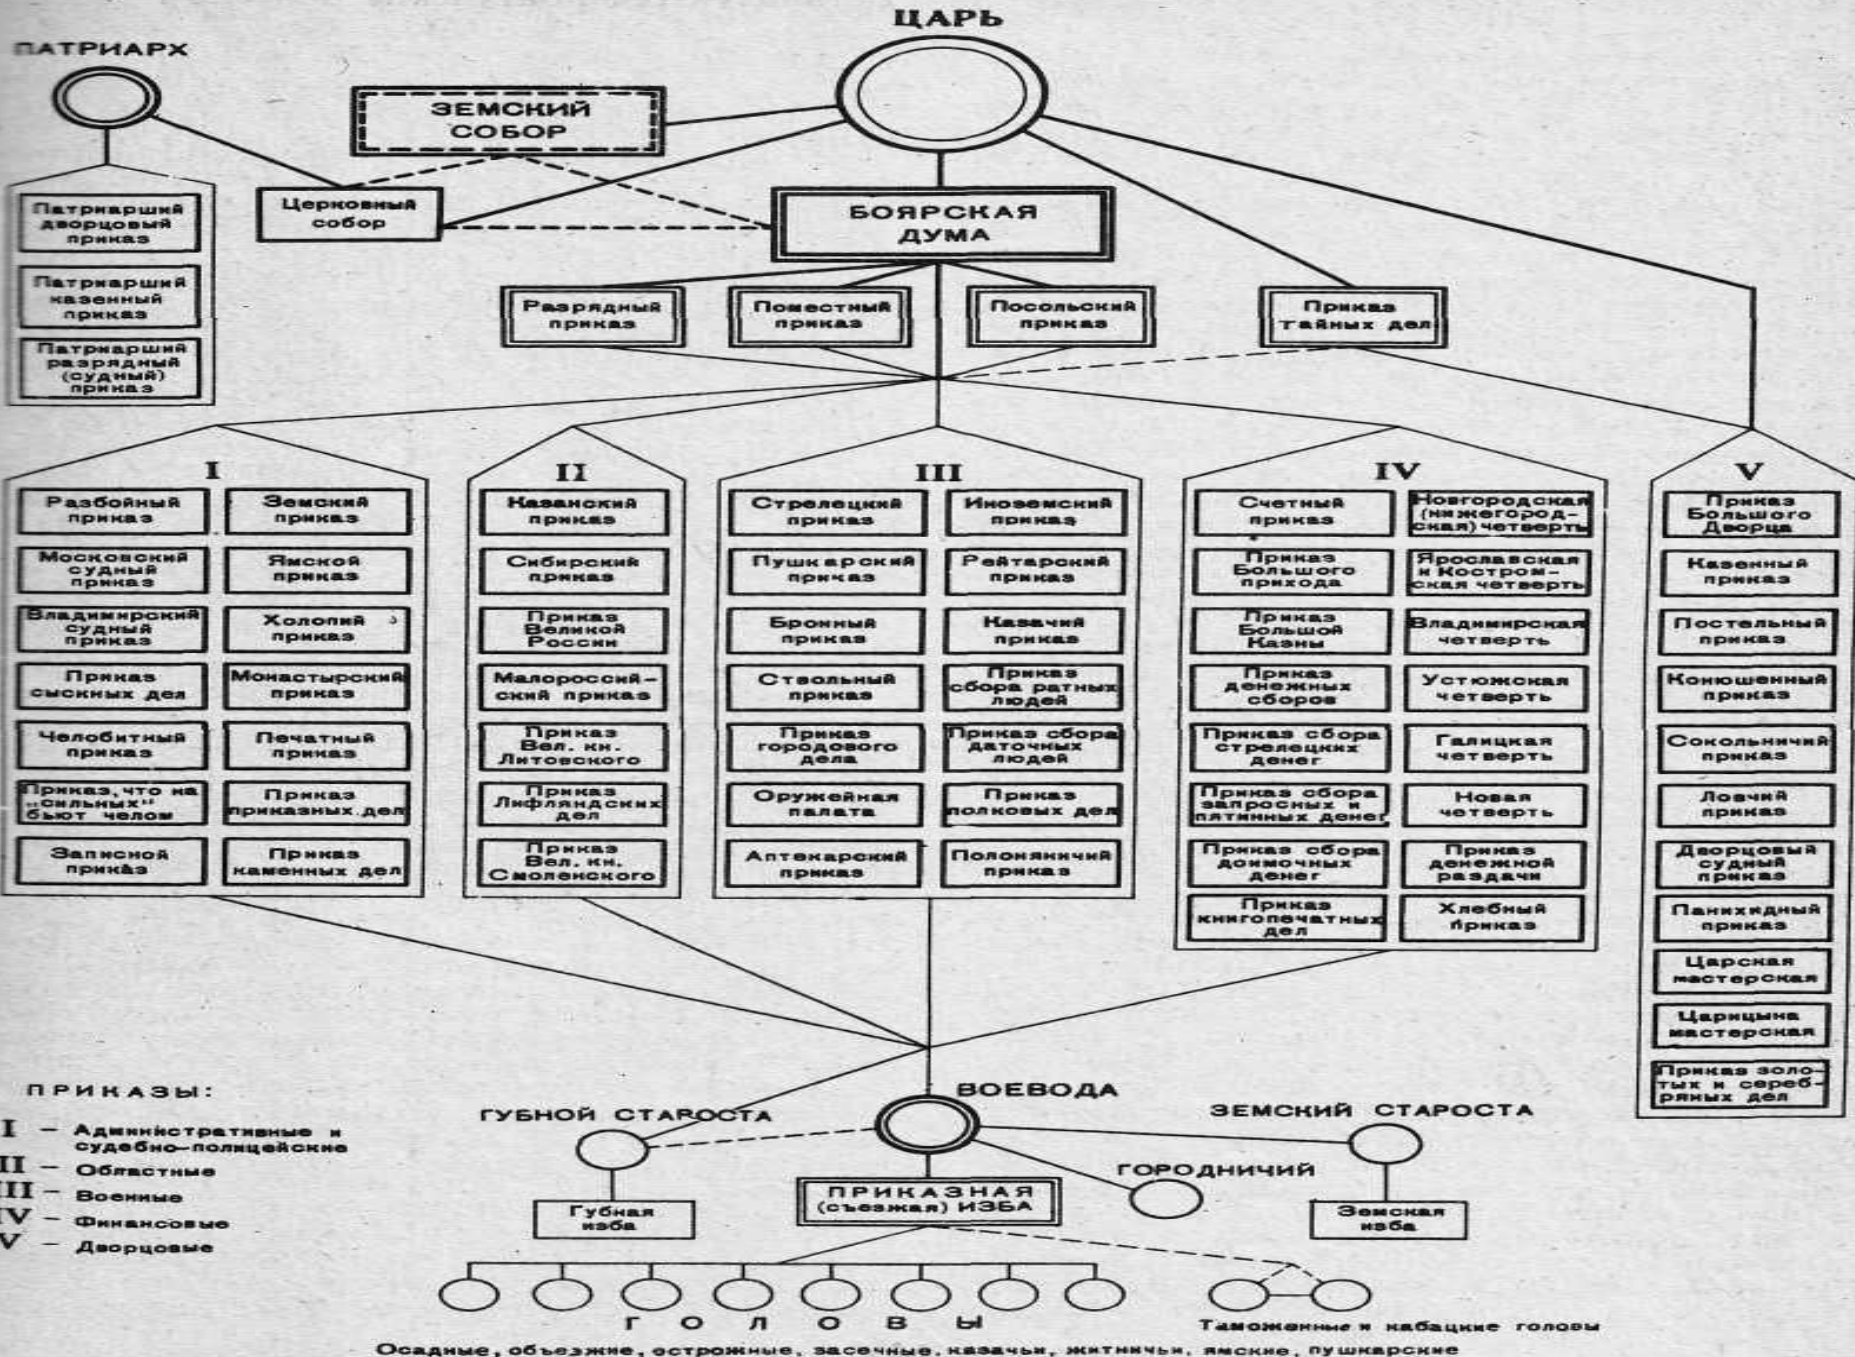 ЦАРЬ
ПАТРИАРХ
ЗЕМСКИЙ
СОБОР
Церковный
собор
БОЯРСКАЯ
ДУМА
Патриарший
дворцовый
приказ
Патриарший
казенный
приказ
Патриарший
разрядный
(судный)
приказ
Разрядный
приказ
Поместный
приказ
Посольский
приказ
Приказ
тайных дел
I
Разбойный
приказ
Земский
приказ
Московский
судный
приказ
Ямской
приказ
Владимирский
судный
приказ
Холопий
приказ
Приказ
сыскных дел
Монастырский
приказ
Челобитный
приказ
Печатный
приказ
Приказ, что на
„сильных"
бьют челом
Приказ
приказных дел
Записной
приказ
Приказ
каменных дел
II
Казанский
приказ
Сибирский
приказ
Приказ
Великой
России
Малороссий-
ский приказ
Приказ
Вел. кн.
Литовского
Приказ
Лифляндских
дел
Приказ
Вел. кн.
Смоленского
III
Стрелецкий
приказ
Иноземский
приказ
Пушкарский
приказ
Рейтарский
приказ
Бронный
приказ
Казачий
приказ
Ствольный
приказ
Приказ
сбора ратных
людей
Приказ
городового
дела
Приказ сбора
даточных
людей
Оружейная
палата
Приказ
полковых дел
Аптекарский
приказ
Полоняничий
приказ
IV
Счетный
приказ
Новгородская
(нижегород-
ская) четверть
Приказ
Большого
прихода
Ярославская
и Костром-
ская четверть
Приказ
Большой
Казны
Владимирская
четверть
Приказ
денежных
сборов
Устюжская
четверть
Приказ сбора
стрелецких
денег
Галицкая
четверть
Приказ сбора
запросных и
пятинных денег
Новая
четверть
Приказ сбора
доимочных
денег
Приказ
денежной
раздачи
Приказ
книгопечатных
дел
Хлебный
приказ
V
Приказ
Большого
Дворца
Казенный
приказ
Постельный
приказ
Конюшенный
приказ
Сокольничий
приказ
Ловчий
приказ
Дворцовый
судный
приказ
Панихидный
приказ
Царская
мастерская
Царицына
мастерская
Приказ золо-
тых и сереб-
ряных дел
ПРИКАЗЫ:
I – Административные и
судебно-полицейские
II – Областные
III – Военные
IV – Финансовые
V – Дворцовые
ГУБНОЙ СТАРОСТА
ВОЕВОДА
ЗЕМСКИЙ СТАРОСТА
ГОРОДНИЧИЙ
Губная
изба
ПРИКАЗНАЯ
(съезжая) ИЗБА
Земская
изба
ГОЛОВЫ
Таможенные и кабацкие головы
Осадные, объезжие, острожные, засечные, казачьи, житничьи, ямские, пушкарские